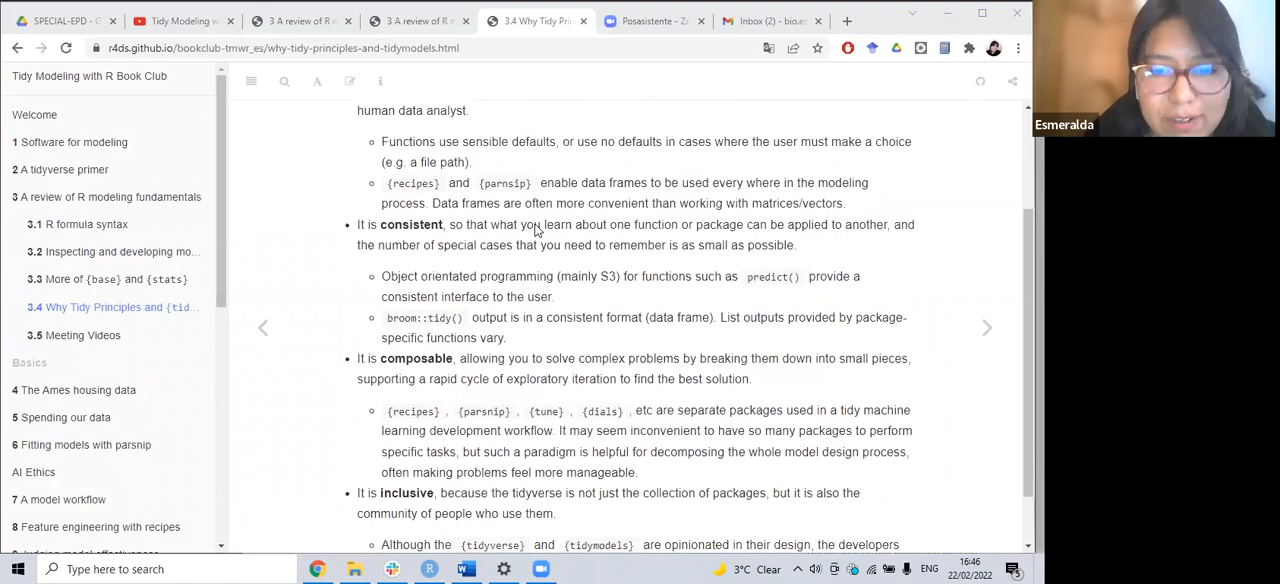 SPECIAL-EPD - G
Tidy Modeling w
3 A review of R m
3 A review of R m
3.4 Why Tidy Pri
Posasistente - Zo
Inbox (2) - bio.es
r4ds.github.io/bookclub-tmwr_es/why-tidy-principles-and-tidymodels.html
Esmeralda
Tidy Modeling with R Book Club
Welcome
1 Software for modeling
2 A tidyverse primer
3 A review of R modeling fundamentals
3.1 R formula syntax
3.2 Inspecting and developing mo...
3.3 More of {base} and {stats}
3.4 Why Tidy Principles and {tid...
3.5 Meeting Videos
Basics
4 The Ames housing data
5 Spending our data
6 Fitting models with parsnip
AI Ethics
7 A model workflow
8 Feature engineering with recipes
9 Judging model effectiveness
human data analyst.
Functions use sensible defaults, or use no defaults in cases where the user must make a choice
(e.g. a file path).
{recipes} and {parnsip} enable data frames to be used every where in the modeling
process. Data frames are often more convenient than working with matrices/vectors.
It is consistent, so that what you learn about one function or package can be applied to another, and
the number of special cases that you need to remember is as small as possible.
Object orientated programming (mainly S3) for functions such as predict() provide a
consistent interface to the user.
broom::tidy() output is in a consistent format (data frame). List outputs provided by package-
specific functions vary.
It is composable, allowing you to solve complex problems by breaking them down into small pieces,
supporting a rapid cycle of exploratory iteration to find the best solution.
{recipes} , {parsnip} , {tune} , {dials} , etc are separate packages used in a tidy machine
learning development workflow. It may seem inconvenient to have so many packages to perform
specific tasks, but such a paradigm is helpful for decomposing the whole model design process,
often making problems feel more manageable.
It is inclusive, because the tidyverse is not just the collection of packages, but it is also the
community of people who use them.
Although the {tidyverse} and {tidymodels} are opinionated in their design, the developers
Type here to search
3°C Clear
ENG
16:46
22/02/2022